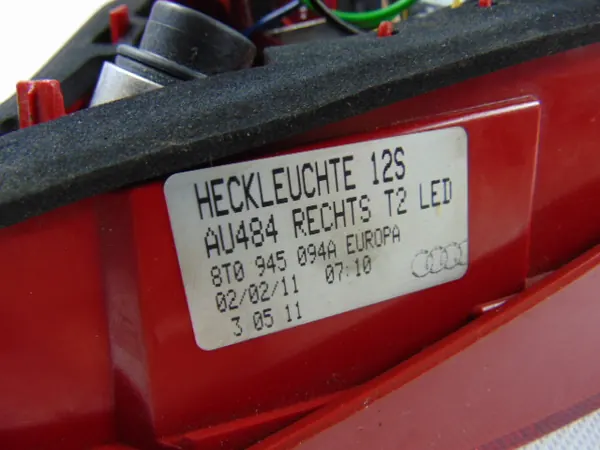 HECKLEUCHTE 12S
AU484 RECHTS T2 LED
8T0 945 094A EUROPA
02/02/11 07:10
3 05 11